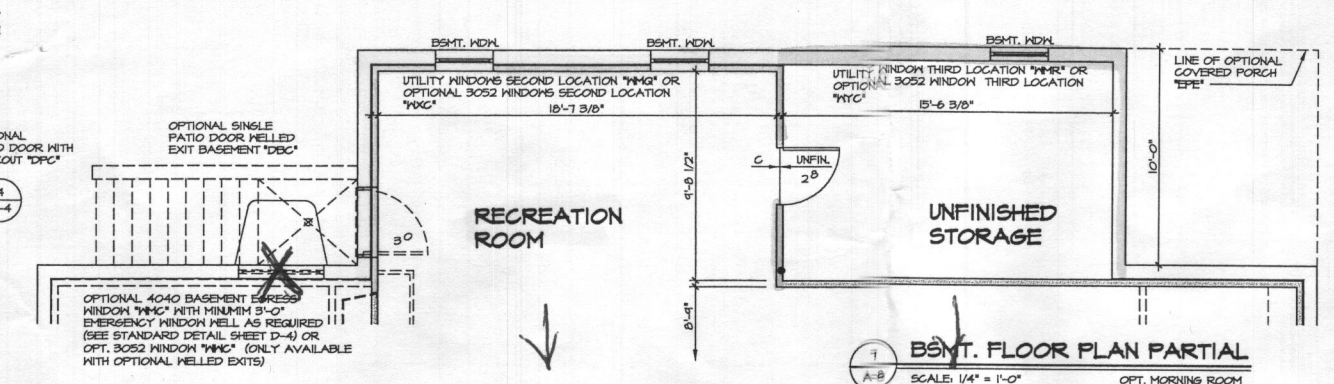 BSMT. WDW.
BSMT. WDW.
BSMT. WDW.
UTILITY WINDOWS SECOND LOCATION "WMQ" OR
OPTIONAL 3052 WINDOWS SECOND LOCATION
"WXC"
18'-7 3/8"
UTILITY WINDOW THIRD LOCATION "WMR" OR
OPTIONAL 3052 WINDOW THIRD LOCATION
"WYC"
15'-6 3/8"
LINE OF OPTIONAL
COVERED PORCH
"EPE"
OPTIONAL SINGLE
PATIO DOOR WELLED
EXIT BASEMENT "DBC"
DOOR WITH
"DPC"
30
9'-8 1/2"
C
UNFIN.
28
10'-0"
RECREATION
ROOM
UNFINISHED
STORAGE
OPTIONAL 4040 BASEMENT EGRESS
WINDOW "WMC" WITH MINUMIM 3'-0"
EMERGENCY WINDOW WELL AS REQUIRED
(SEE STANDARD DETAIL SHEET D-4) OR
OPT. 3052 WINDOW "WWC" (ONLY AVAILABLE
WITH OPTIONAL WELLED EXITS)
8'-9"
7
A-8
BSMT. FLOOR PLAN PARTIAL
SCALE: 1/4" = 1'-0"
OPT. MORNING ROOM